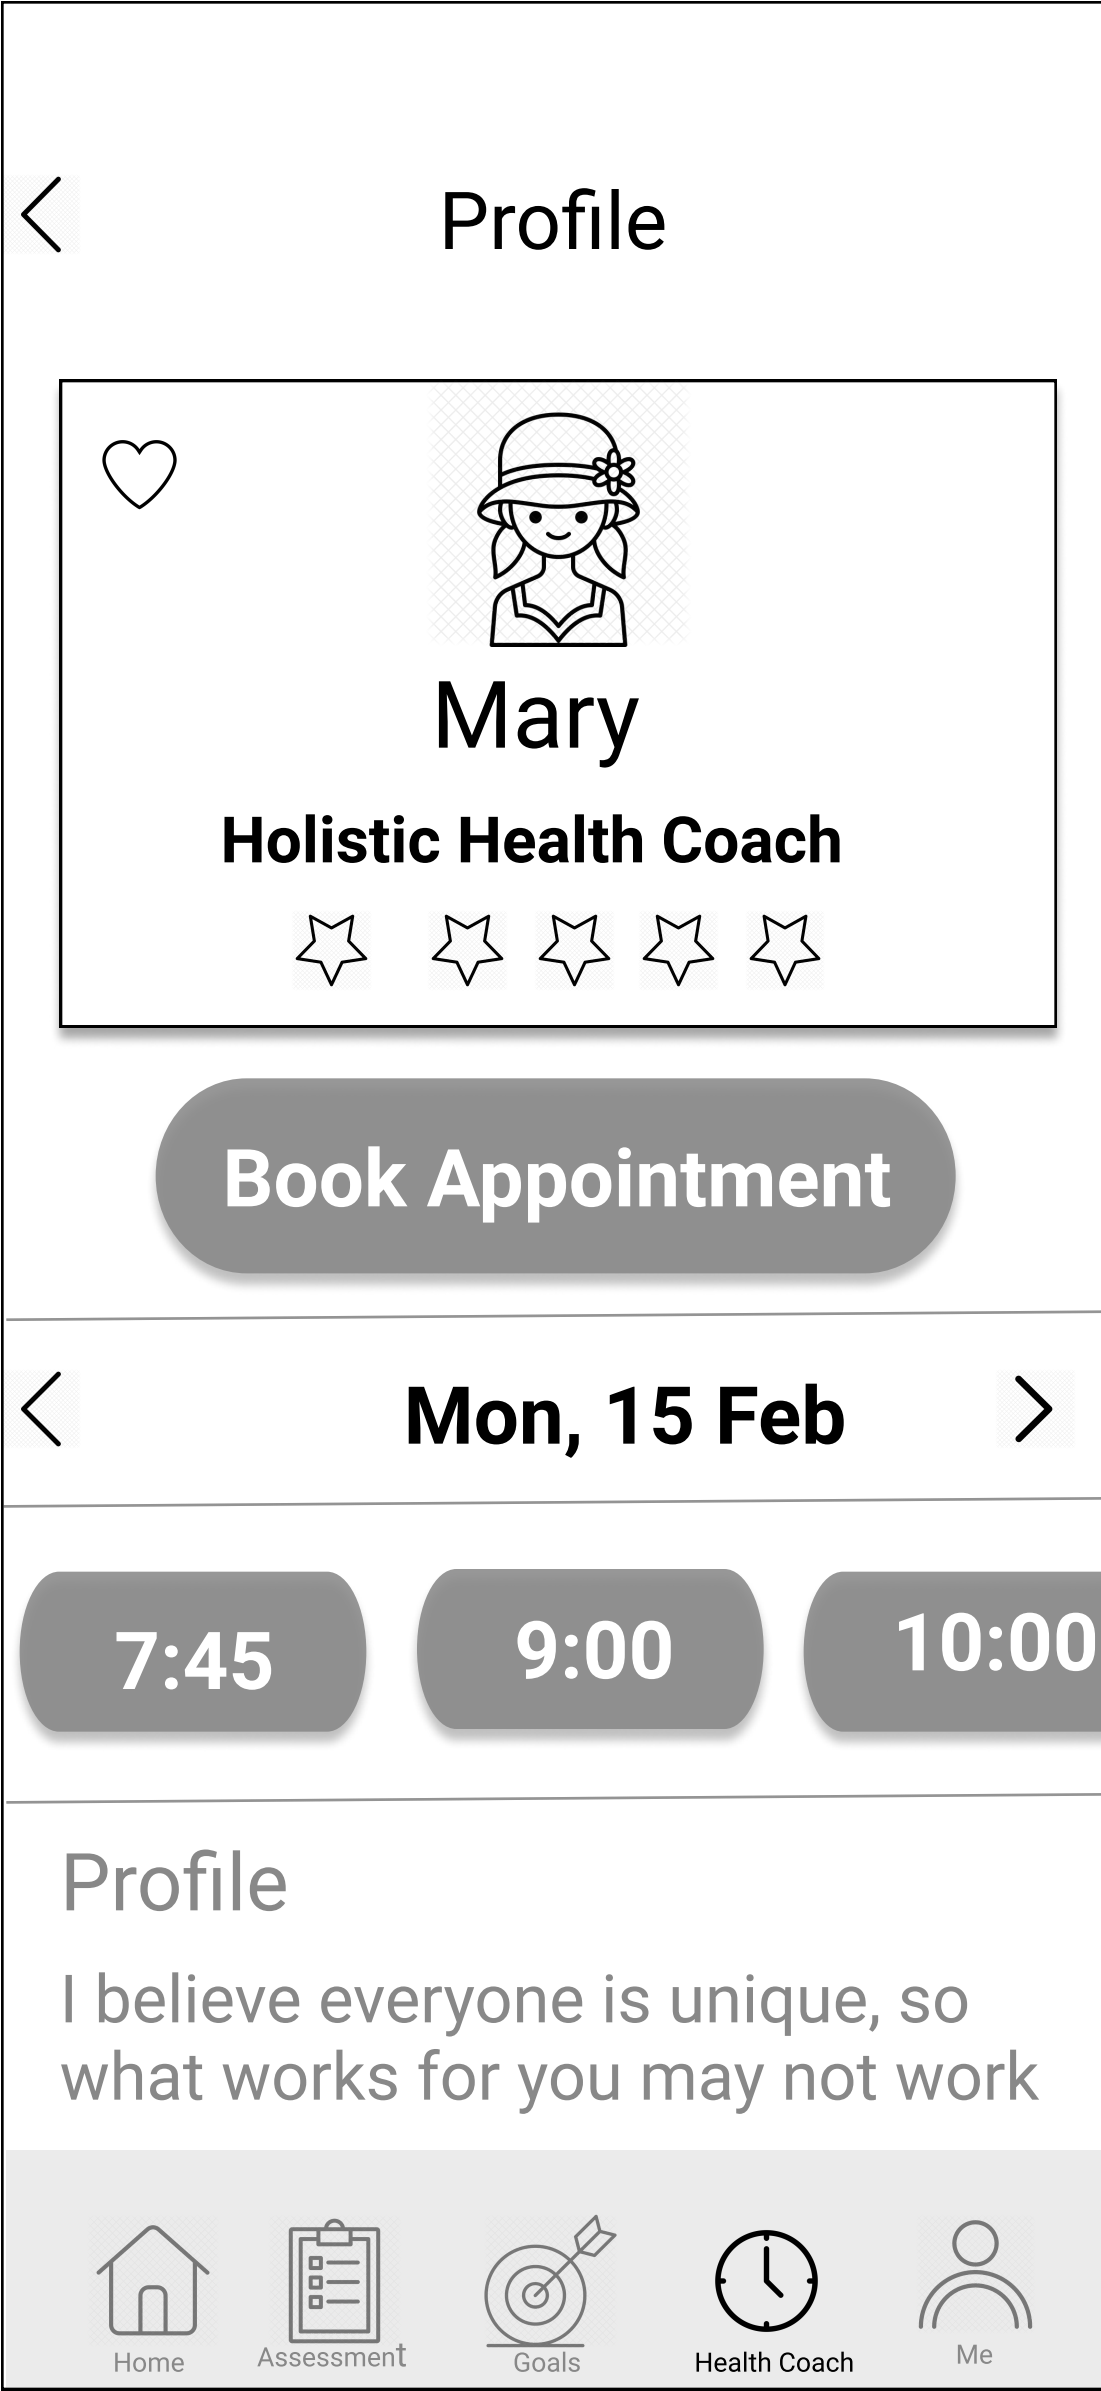 Profile
Mary
Holistic Health Coach
Book Appointment
Mon, 15 Feb
7:45 9:00 10:00
Profile
I believe everyone is unique, so
what works for you may not work
Home Assessment Goals Health Coach Me